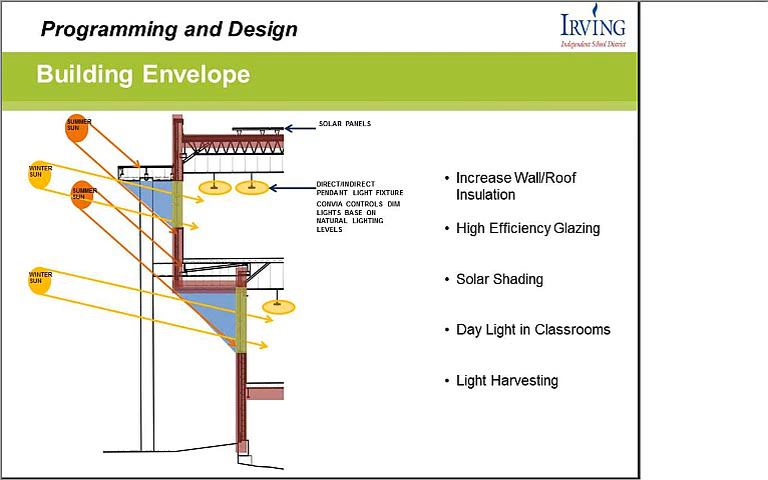 Programming and Design
IRVING
Independent School District
Building Envelope
SUMMER
SUN
SOLAR PANELS
WINTER
SUN
SUMMER
SUN
DIRECT/INDIRECT
PENDANT LIGHT FIXTURE
CONVIA CONTROLS DIM
LIGHTS BASE ON
NATURAL LIGHTING
LEVELS
WINTER
SUN
• Increase Wall/Roof
Insulation
• High Efficiency Glazing
• Solar Shading
• Day Light in Classrooms
• Light Harvesting